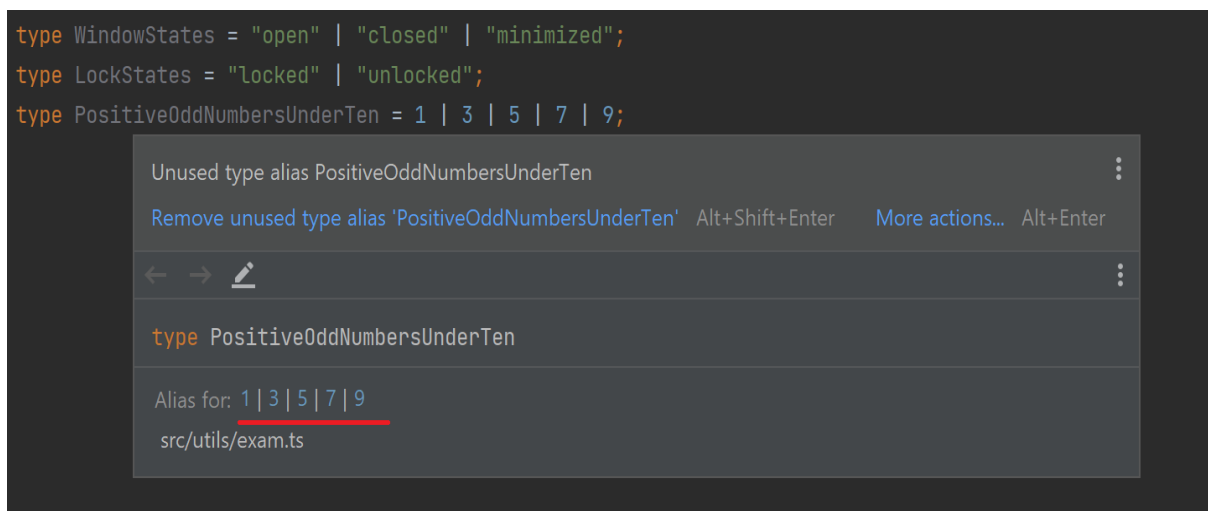 type WindowStates = "open" | "closed" | "minimized";
type LockStates = "locked" | "unlocked";
type PositiveOddNumbersUnderTen = 1 | 3 | 5 | 7 | 9;
Unused type alias PositiveOddNumbersUnderTen
Remove unused type alias 'PositiveOddNumbersUnderTen' Alt+Shift+Enter More actions... Alt+Enter
type PositiveOddNumbersUnderTen
Alias for: 1 | 3 | 5 | 7 | 9
src/utils/exam.ts